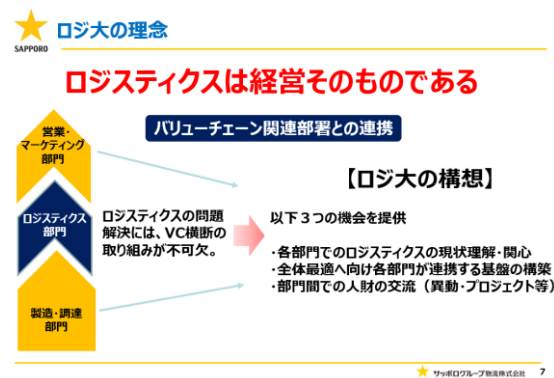 SAPPORO
ロジ大の理念
ロジスティクスは経営そのものである
バリューチェーン関連部署との連携
営業・
マーケティング
部門
ロジスティクス
部門
製造・調達
部門
ロジスティクスの問題
解決には、VC横断の
取り組みが不可欠。
【ロジ大の構想】
以下３つの機会を提供
・各部門でのロジスティクスの現状理解・関心
・全体最適へ向け各部門が連携する基盤の構築
・部門間での人財の交流（異動・プロジェクト等）
サッポログループ物流株式会社
7